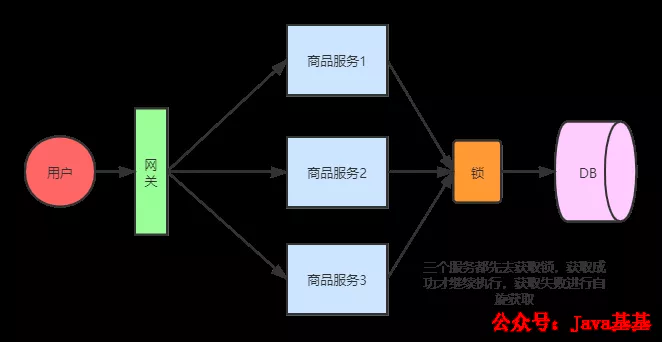 商品服务1
用户
网
关
商品服务2
锁
DB
商品服务3
三个服务都先去获取锁，获取成
功才继续执行，获取失败进行自
旋获取
公众号：Java基基